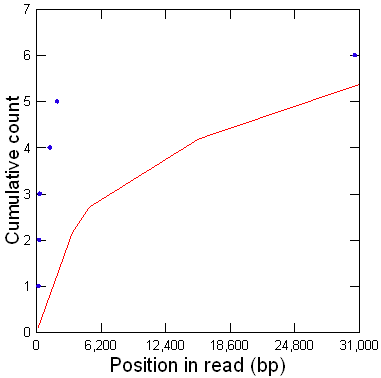 7
6
5
4
3
2
1
0
Cumulative count
0 6,200 12,400 18,600 24,800 31,000
Position in read (bp)